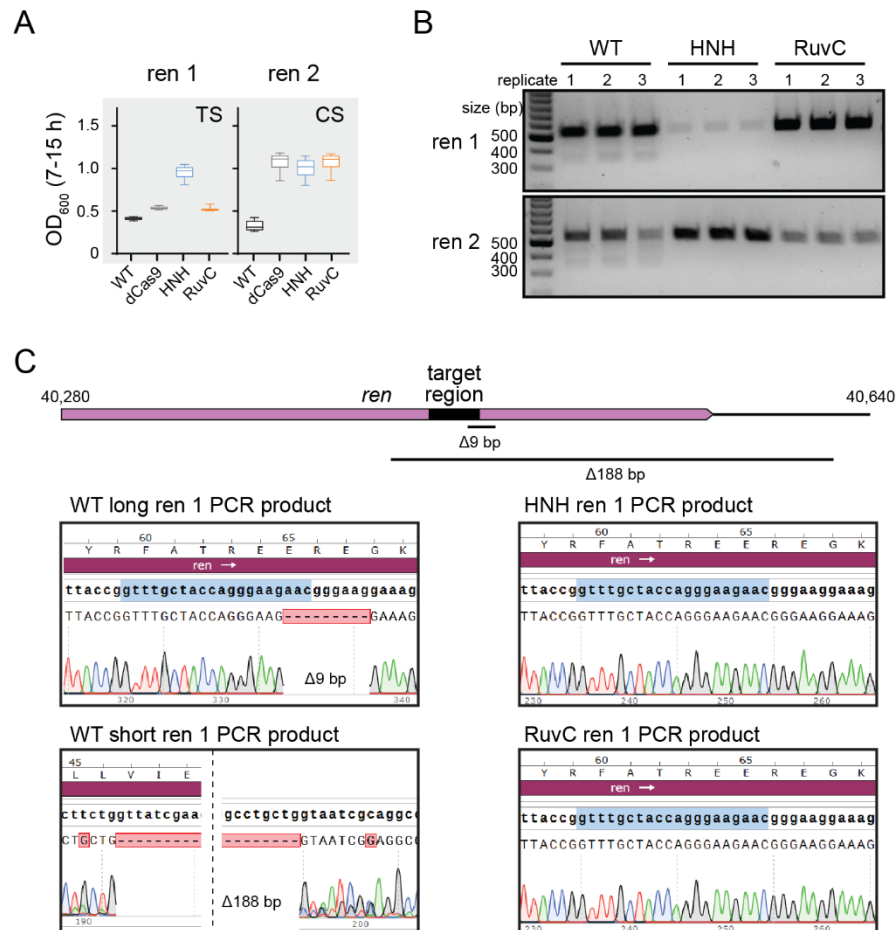 A
ren 1
ren 2
OD600 (7-15 h)
1.5
1.0
0.5
0
TS
CS
WT
dCas9
HNH
RuvC
WT
dCas9
HNH
RuvC
B
WT
HNH
RuvC
replicate
1 2 3 1 2 3 1 2 3
size (bp)
ren 1
500
400
300
ren 2
500
400
300
C
target
region
ren
40,280
40,640
Δ9 bp
Δ188 bp
WT long ren 1 PCR product
60 65
Y R F A T R E E R E G K
ren →
ttaccggtttgctaccagggaagaacgggaaggaaag
TTACCGGTTTGCTACCAGGGAAG---------GAAAG
Δ9 bp
320 330
HNH ren 1 PCR product
60 65
Y R F A T R E E R E G K
ren →
ttaccggtttgctaccagggaagaacgggaaggaaag
TTACCGGTTTGCTACCAGGGAAGAACGGGAAGGAAAG
230 240 250 260
WT short ren 1 PCR product
45
L L V I E
cttctggttatcgaa gcctgctggtaatcgcaggcc
CTGCTG--------- ---------GTAATCGGAGGCC
Δ188 bp
190 200
RuvC ren 1 PCR product
60 65
Y R F A T R E E R E G K
ren →
ttaccggtttgctaccagggaagaacgggaaggaaag
TTACCGGTTTGCTACCAGGGAAGAACGGGAAGGAAAG
230 240 250 260